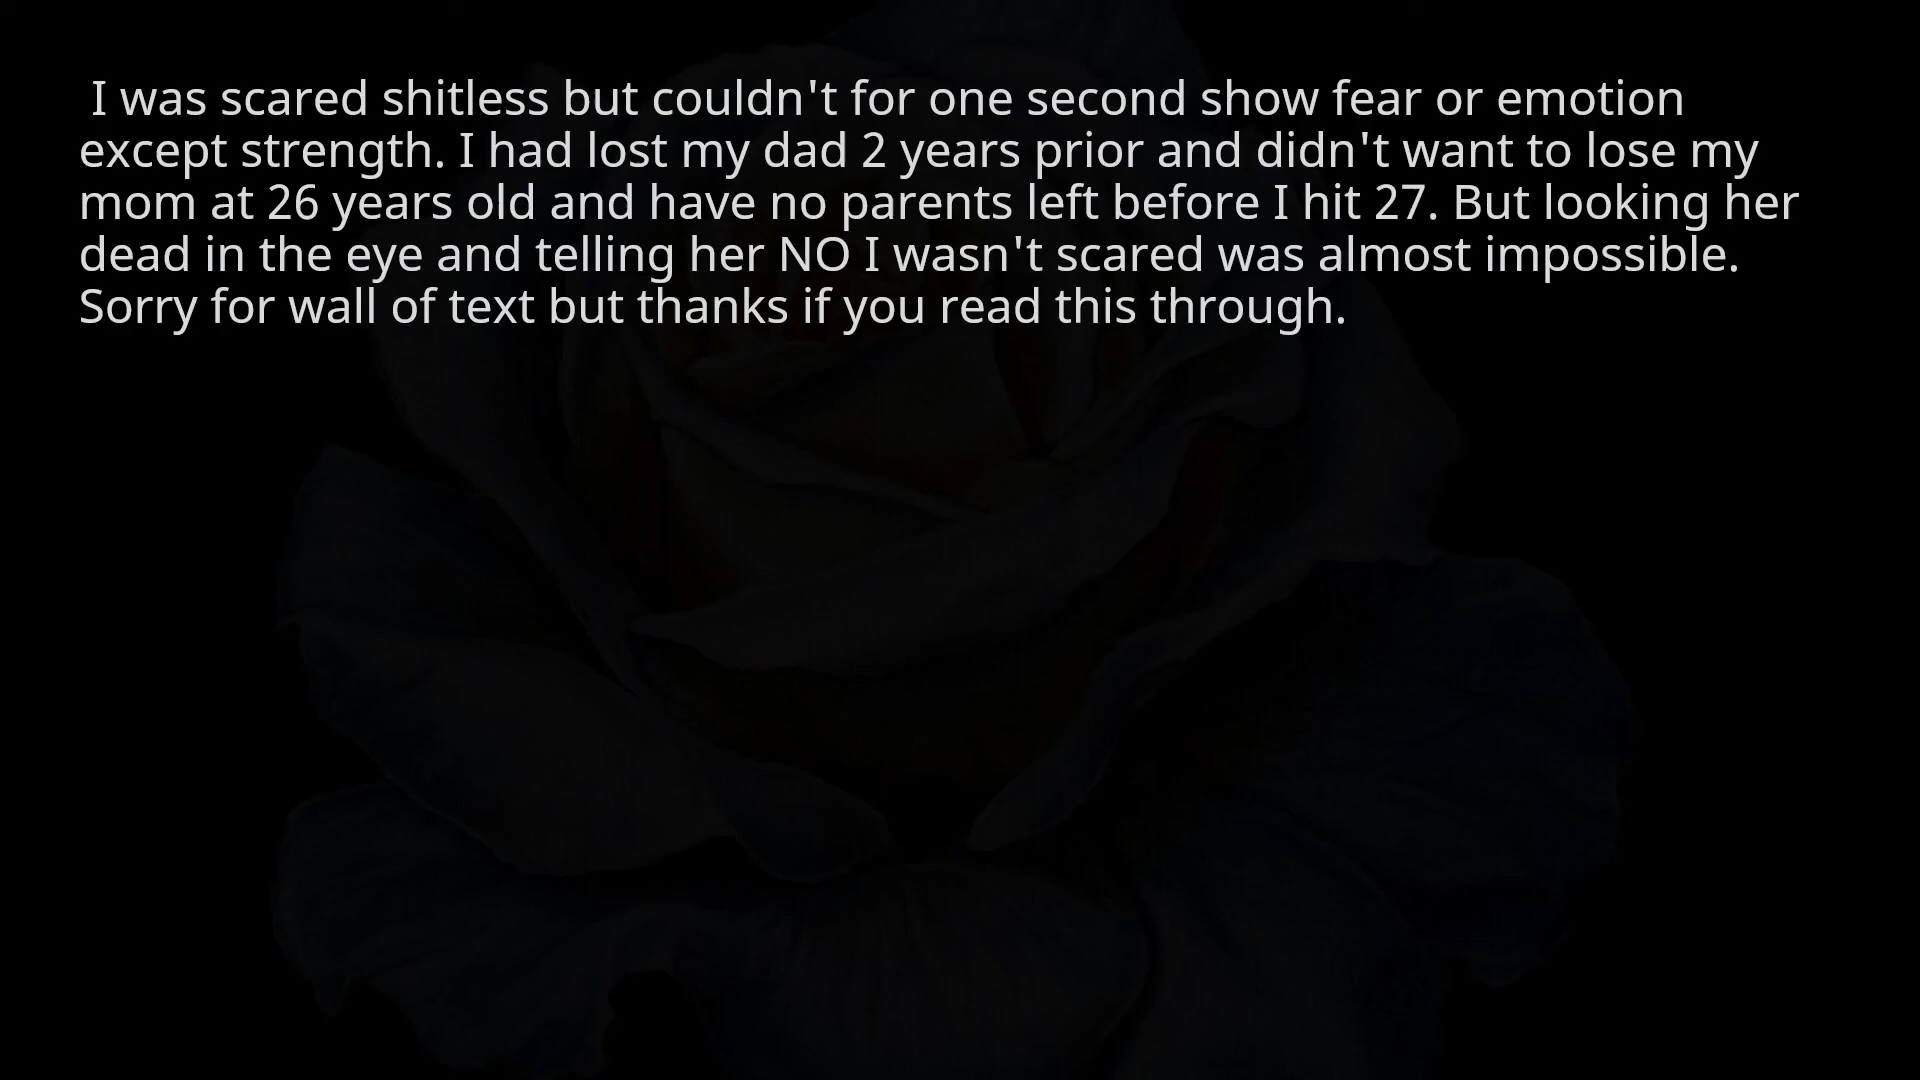 I was scared shitless but couldn't for one second show fear or emotion
except strength. I had lost my dad 2 years prior and didn't want to lose my
mom at 26 years old and have no parents left before I hit 27. But looking her
dead in the eye and telling her NO I wasn't scared was almost impossible.
Sorry for wall of text but thanks if you read this through.